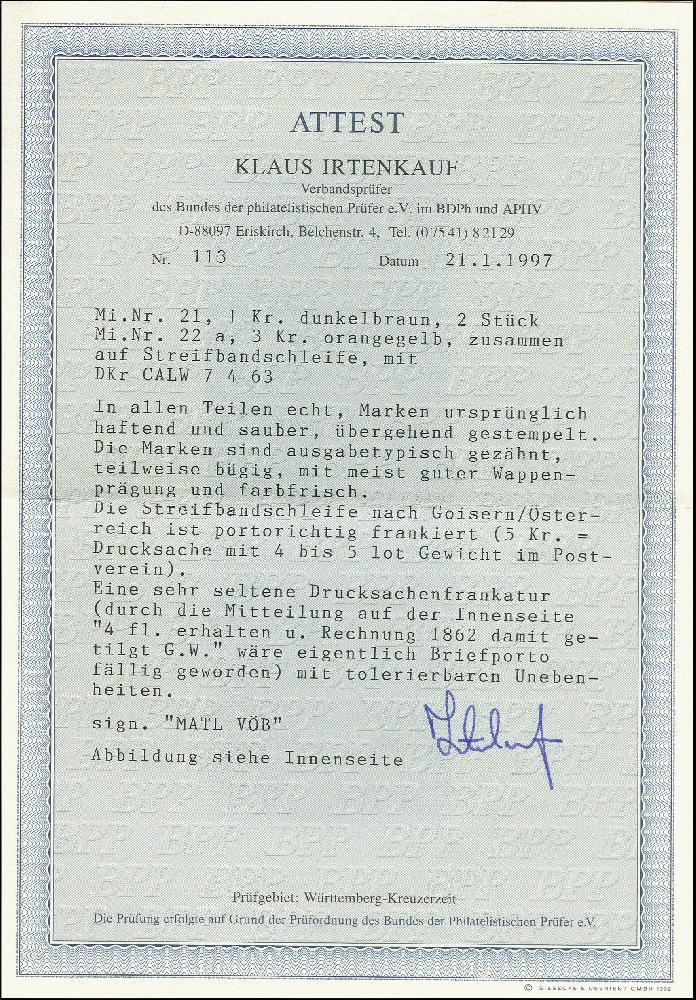 ATTEST
KLAUS IRTENKAUF
Verbandsprüfer
des Bundes der philatelistischen Prüfer e.V. im BDPh und APHV
D-88097 Eriskirch, Belchenstr. 4, Tel. (07541) 82129
Nr. 113 Datum 21.1.1997
Mi.Nr. 21, 1 Kr. dunkelbraun, 2 Stück
Mi.Nr. 22 a, 3 Kr. orangegelb, zusammen
auf Streifbandschleife, mit
DKr CALW 7 4 63
In allen Teilen echt, Marken ursprünglich
haftend und sauber, übergehend gestempelt.
Die Marken sind ausgabetypisch gezähnt,
teilweise bügig, mit meist guter Wappen-
prägung und farbfrisch.
Die Streifbandschleife nach Goisern/Öster-
reich ist portorichtig frankiert (5 Kr. =
Drucksache mit 4 bis 5 lot Gewicht im Post-
verein).
Eine sehr seltene Drucksachenfrankatur
(durch die Mitteilung auf der Innenseite
"4 fl. erhalten u. Rechnung 1862 damit ge-
tilgt G.W." wäre eigentlich Briefporto
fällig geworden) mit tolerierbaren Uneben-
heiten.
sign. "MATL VÖB"
Abbildung siehe Innenseite
Prüfgebiet: Württemberg-Kreuzerzeit
Die Prüfung erfolgte auf Grund der Prüfordnung des Bundes der Philatelistischen Prüfer e.V.
© GIESECKE & DEVRIENT GMBH 1992